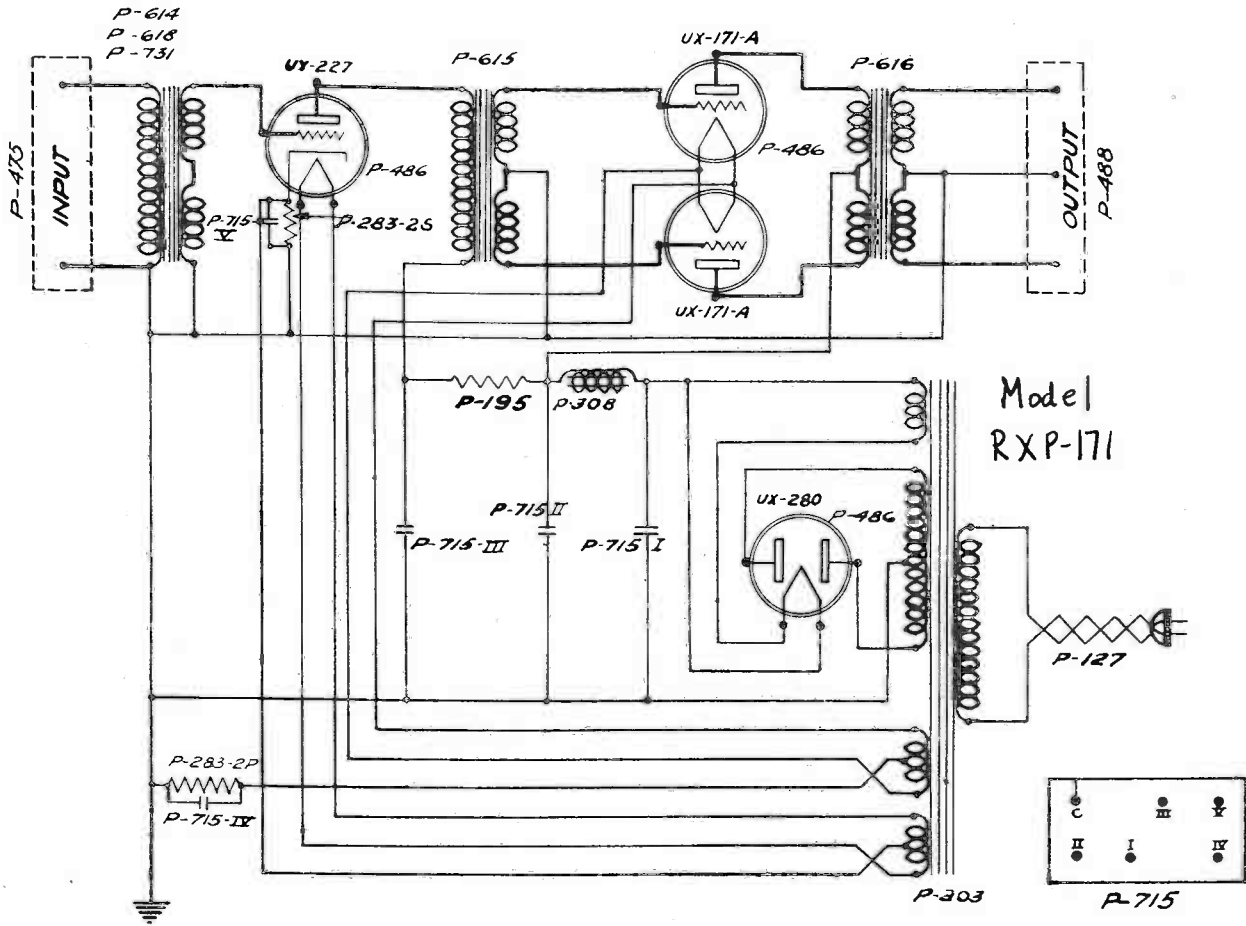 P-614
P-618
P-731
UY-227
P-615
UX-171-A
P-616
P-475
INPUT
P-486
P-486
OUTPUT
P-488
P-715-
V
P-283-2S
UX-171-A
P-195
P-308
Model
RXP-171
P-715-III
P-715 II
P-715 I
UX-280
P-486
P-127
P-283-2P
P-715-IV
C
III
V
II
I
IV
P-303
P-715